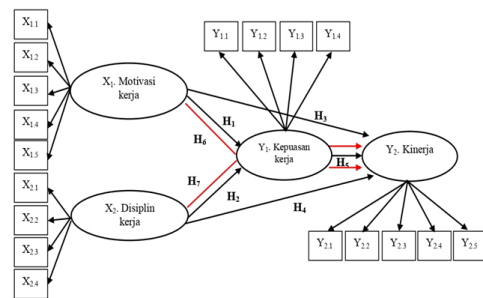 X1.1
X1.2
X1.3
X1.4
X1.5
X2.1
X2.2
X2.3
X2.4
X1. Motivasi
kerja
X2. Disiplin
kerja
Y1.1
Y1.2
Y1.3
Y1.4
H1
H6
H3
H7
H2
H4
H5
Y1. Kepuasan
kerja
Y2. Kinerja
Y2.1
Y2.2
Y2.3
Y2.4
Y2.5